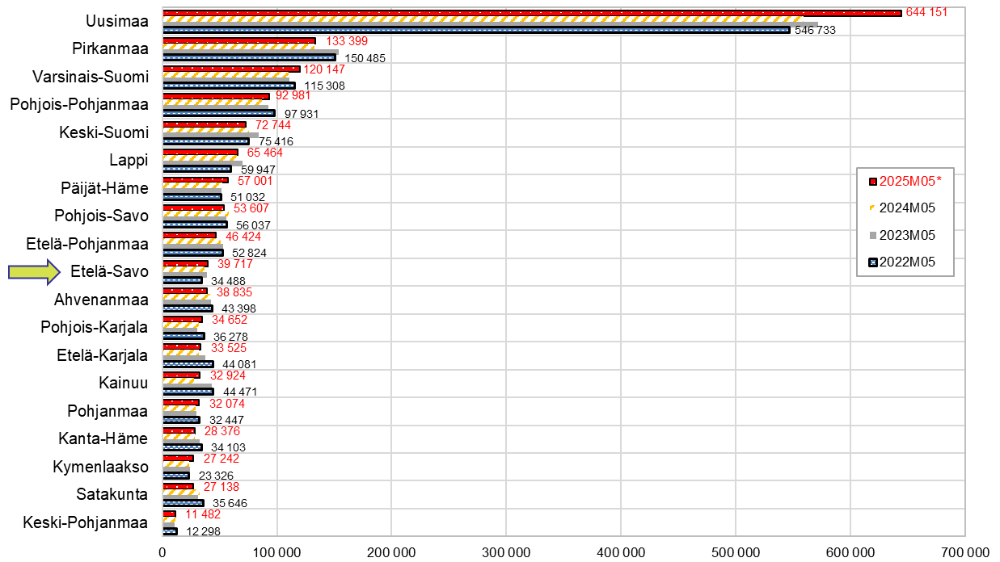 Uusimaa
644 151
546 733
Pirkanmaa
133 399
150 485
Varsinais-Suomi
120 147
115 308
Pohjois-Pohjanmaa
92 981
97 931
Keski-Suomi
72 744
75 416
Lappi
65 464
59 947
Päijät-Häme
57 001
51 032
Pohjois-Savo
53 607
56 037
Etelä-Pohjanmaa
46 424
52 824
Etelä-Savo
39 717
34 488
Ahvenanmaa
38 835
43 398
Pohjois-Karjala
34 652
36 278
Etelä-Karjala
33 525
44 081
Kainuu
32 924
44 471
Pohjanmaa
32 074
32 447
Kanta-Häme
28 376
34 103
Kymenlaakso
27 242
23 326
Satakunta
27 138
35 646
Keski-Pohjanmaa
11 482
12 298
2025M05*
2024M05
2023M05
2022M05
0 100 000 200 000 300 000 400 000 500 000 600 000 700 000